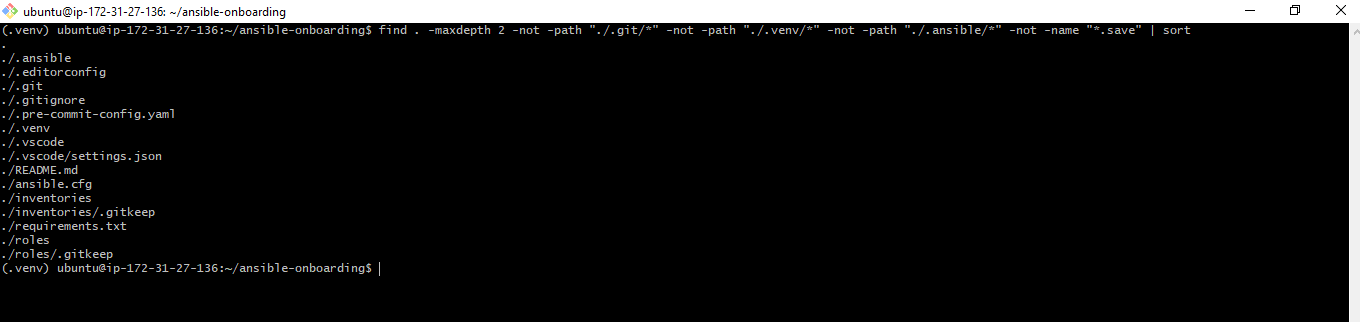 ubuntu@ip-172-31-27-136: ~/ansible-onboarding
(.venv) ubuntu@ip-172-31-27-136:~/ansible-onboarding$ find . -maxdepth 2 -not -path "./.git/*" -not -path "./.venv/*" -not -path "./.ansible/*" -not -name "*.save" | sort
.
./.ansible
./.editorconfig
./.git
./.gitignore
./.pre-commit-config.yaml
./.venv
./.vscode
./.vscode/settings.json
./README.md
./ansible.cfg
./inventories
./inventories/.gitkeep
./requirements.txt
./roles
./roles/.gitkeep
(.venv) ubuntu@ip-172-31-27-136:~/ansible-onboarding$